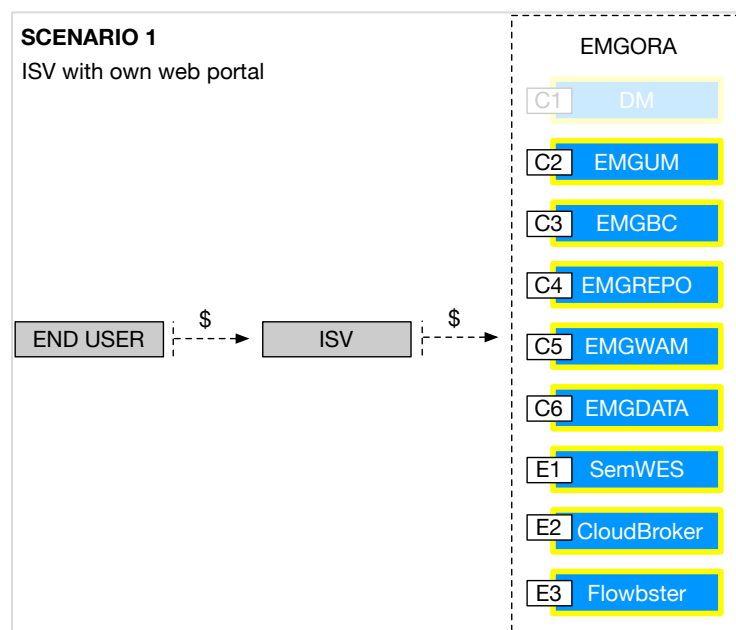 SCENARIO 1
ISV with own web portal
EMGORA
C1 DM
C2 EMGUM
C3 EMGBC
C4 EMGREPO
END USER $ ISV $
C5 EMGWAM
C6 EMGDATA
E1 SemWES
E2 CloudBroker
E3 Flowbster